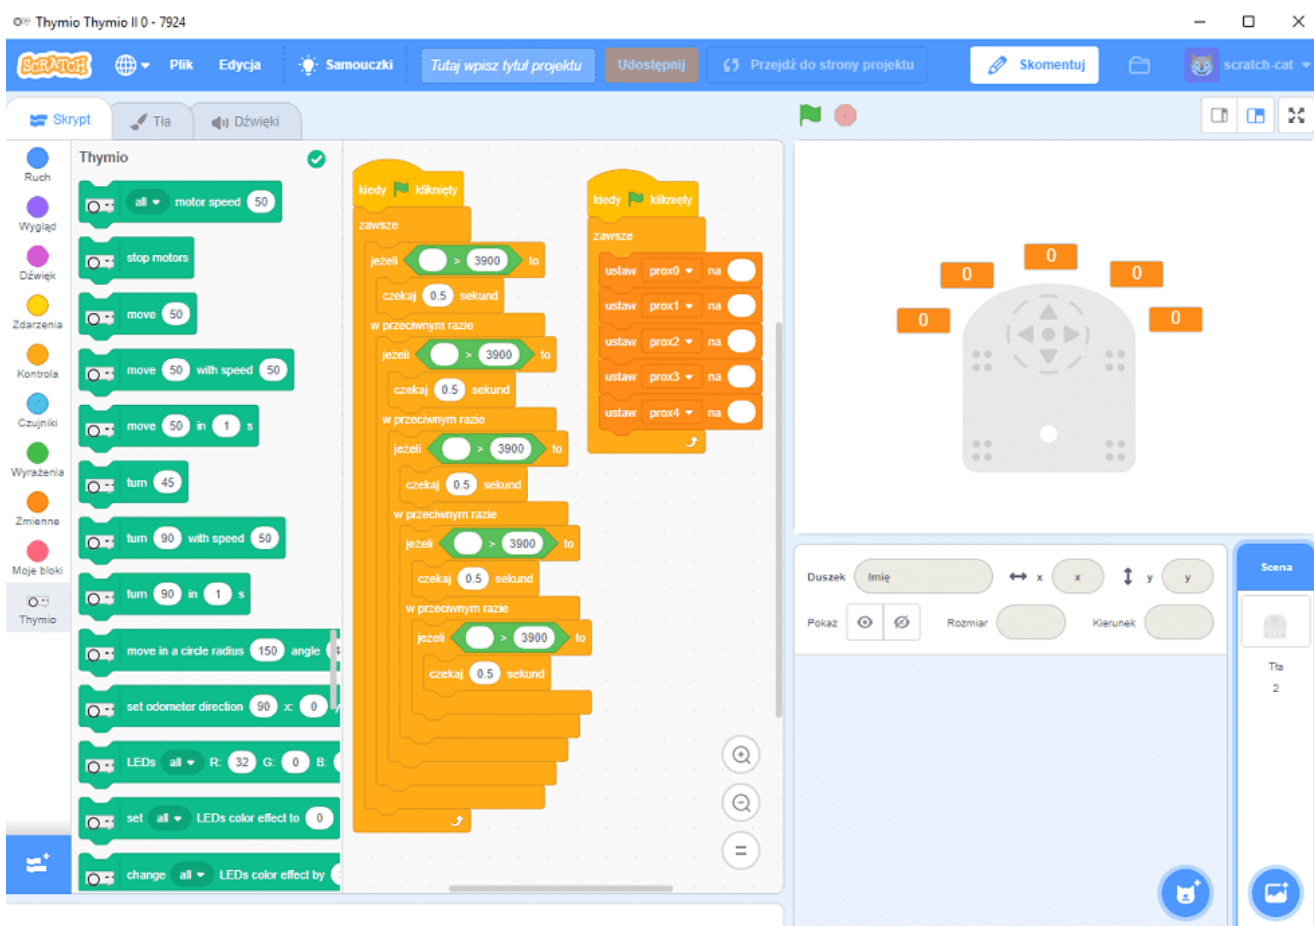 Thymio Thymio II 0 - 7924
SCRATCH Plik Edycja Samouczki Tutaj wpisz tytuł projektu Udostępnij Przejdź do strony projektu Skomentuj scratch-cat
Skrypt Tła Dźwięki
Ruch
Wygląd
Dźwięk
Zdarzenia
Kontrola
Czujniki
Wyrażenia
Zmienne
Moje bloki
Thymio
Thymio
all motor speed 50
stop motors
move 50
move 50 with speed 50
move 50 in 1 s
turn 45
turn 90 with speed 50
turn 90 in 1 s
move in a circle radius 150 angle
set odometer direction 90 x: 0
LEDs all R: 32 G: 0 B:
set all LEDs color effect to 0
change all LEDs color effect by
kiedy kliknięty
zawsze
jeżeli > 3900 to
czekaj 0.5 sekund
w przeciwnym razie
jeżeli > 3900 to
czekaj 0.5 sekund
w przeciwnym razie
jeżeli > 3900 to
czekaj 0.5 sekund
w przeciwnym razie
jeżeli > 3900 to
czekaj 0.5 sekund
w przeciwnym razie
jeżeli > 3900 to
czekaj 0.5 sekund
kiedy kliknięty
zawsze
ustaw prox0 na
ustaw prox1 na
ustaw prox2 na
ustaw prox3 na
ustaw prox4 na
0
0
0
0
0
Duszek Imię x x y y
Pokaż Rozmiar Kierunek
Scena
Tła
2